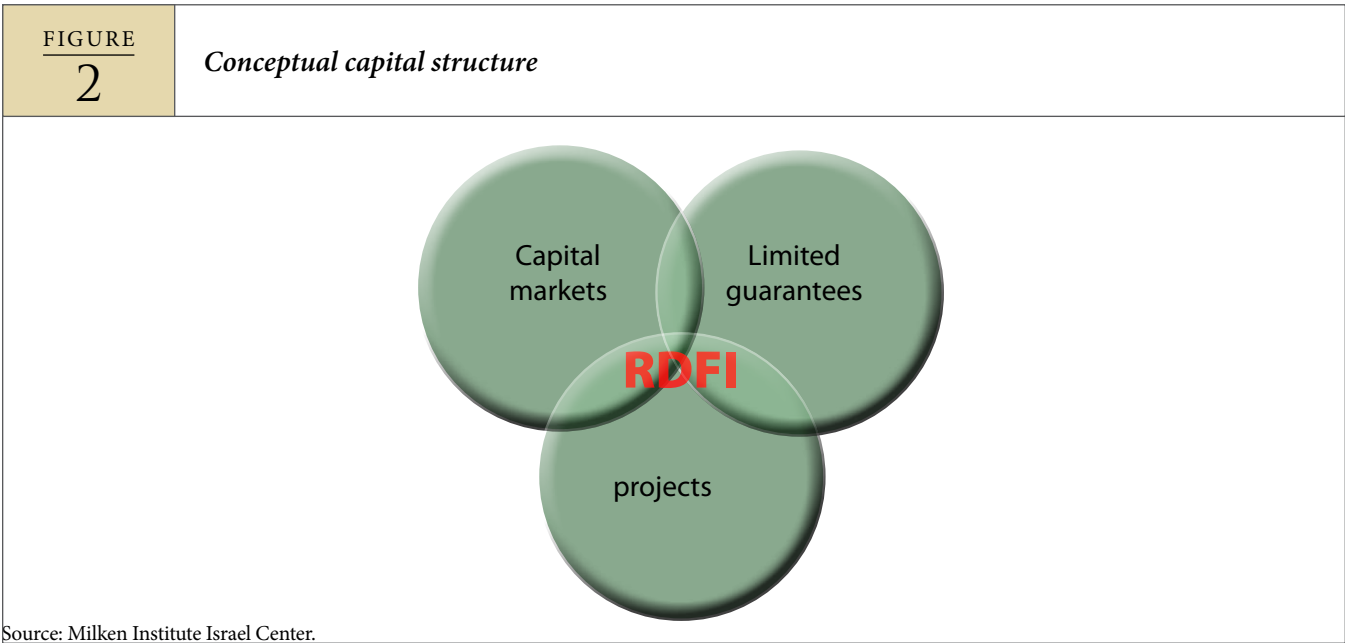 FIGURE
2
Conceptual capital structure
Capital
markets
Limited
guarantees
RDFI
projects
Source: Milken Institute Israel Center.